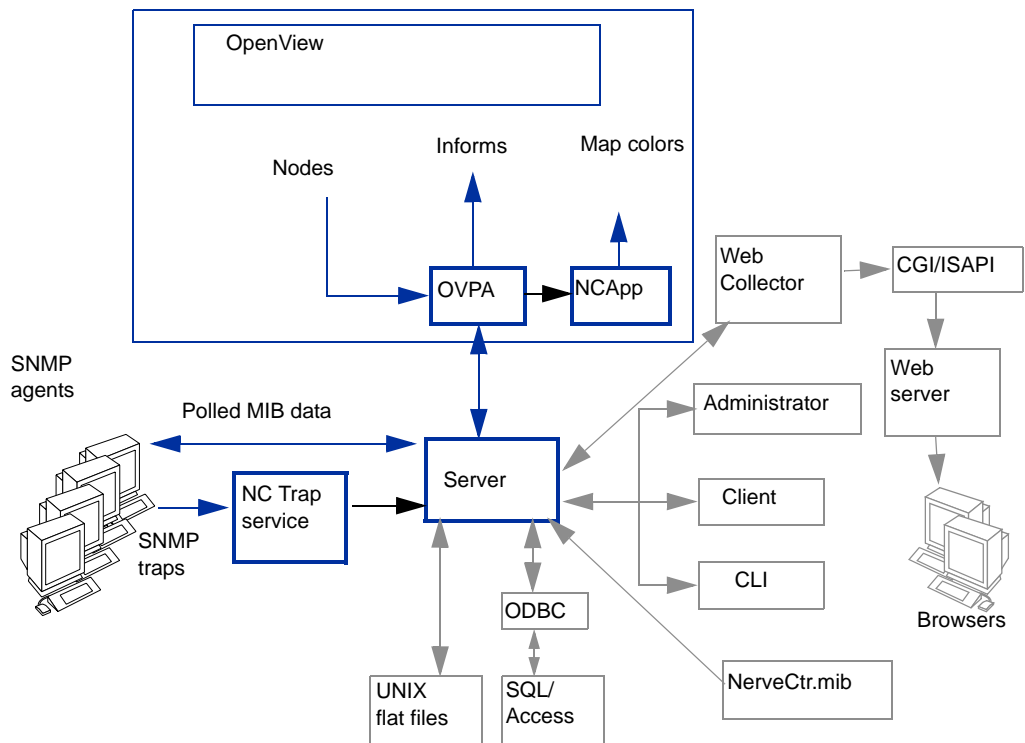 OpenView
Nodes
Informs
Map colors
OVPA
NCApp
Web
Collector
CGI/ISAPI
Web
server
SNMP
agents
Polled MIB data
Administrator
NC Trap
service
Server
Client
SNMP
traps
CLI
ODBC
Browsers
UNIX
flat files
SQL/
Access
NerveCtr.mib